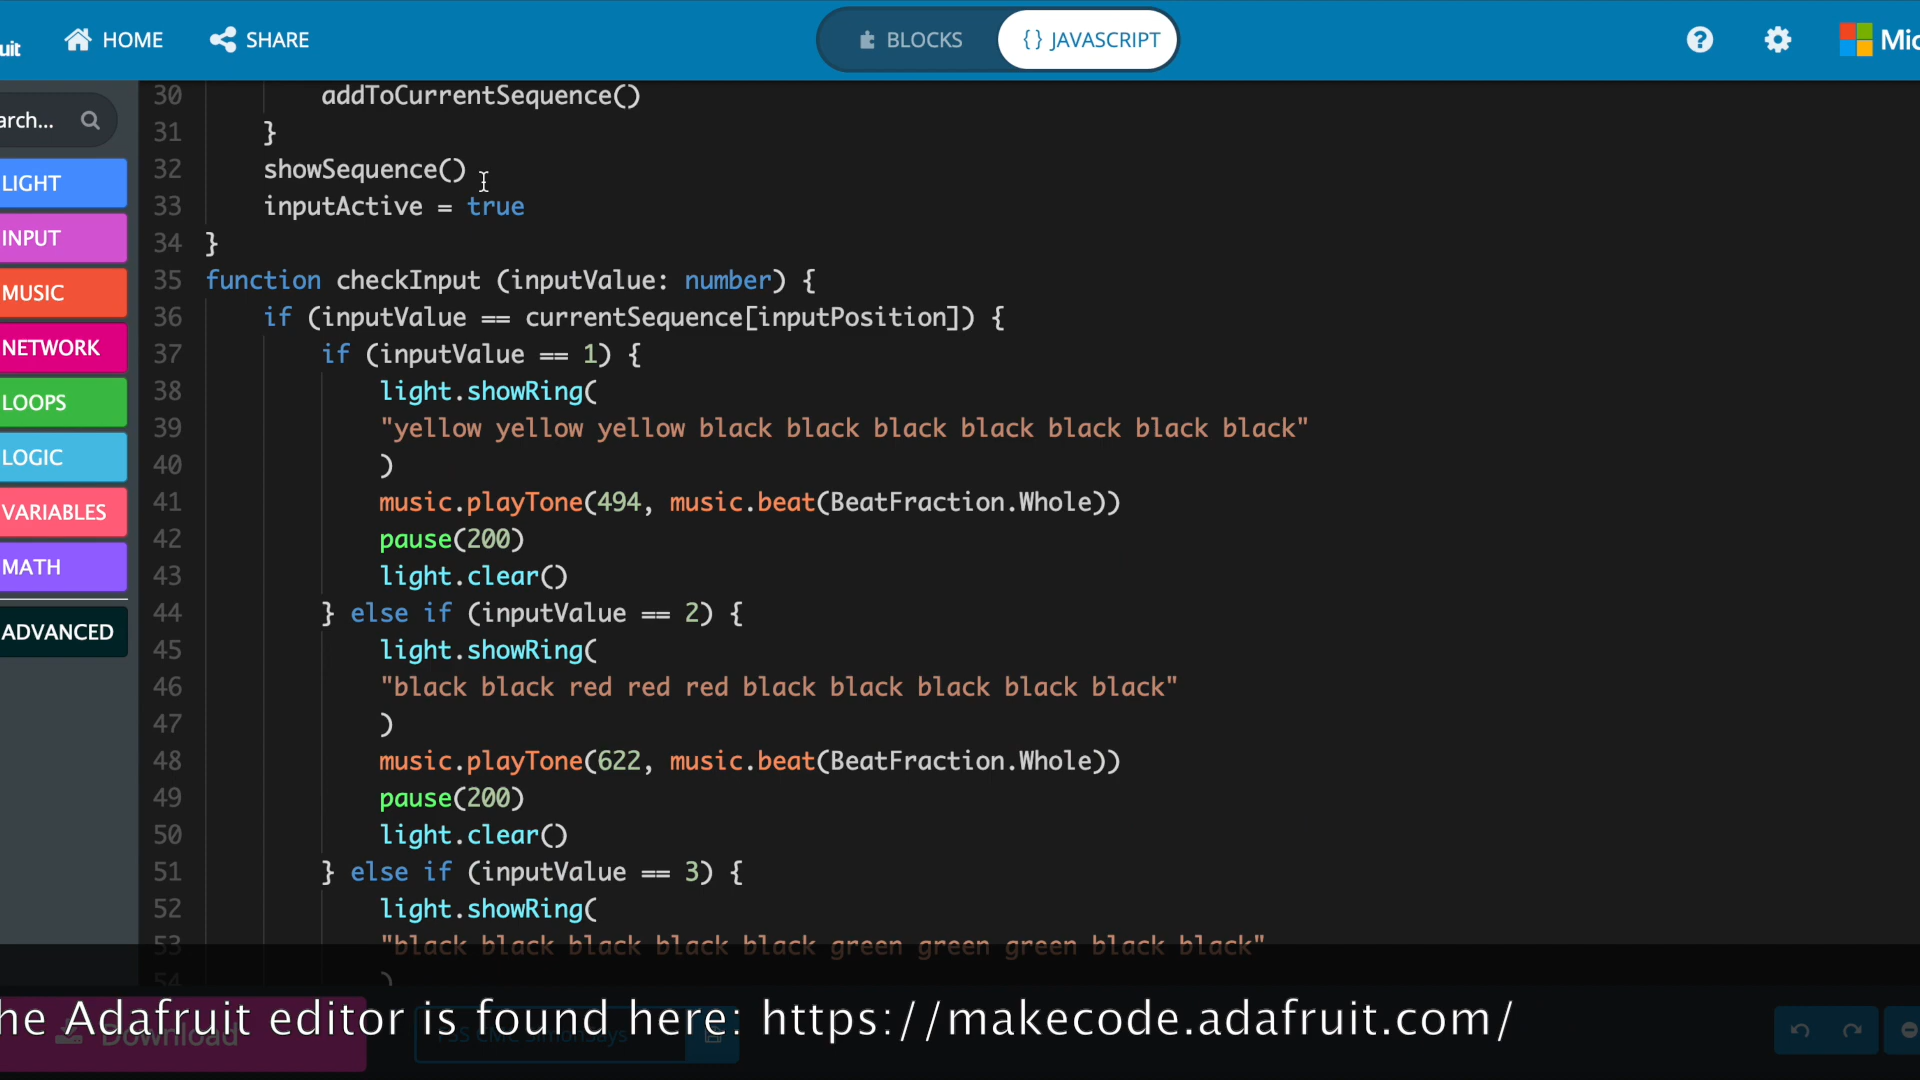 uit HOME SHARE BLOCKS {} JAVASCRIPT ? Mic
arch...
LIGHT
INPUT
MUSIC
NETWORK
LOOPS
LOGIC
VARIABLES
MATH
ADVANCED
30 addToCurrentSequence()
31 }
32 showSequence()
33 inputActive = true
34 }
35 function checkInput (inputValue: number) {
36 if (inputValue == currentSequence[inputPosition]) {
37 if (inputValue == 1) {
38 light.showRing(
39 "yellow yellow yellow black black black black black black black"
40 )
41 music.playTone(494, music.beat(BeatFraction.Whole))
42 pause(200)
43 light.clear()
44 } else if (inputValue == 2) {
45 light.showRing(
46 "black black red red red black black black black black"
47 )
48 music.playTone(622, music.beat(BeatFraction.Whole))
49 pause(200)
50 light.clear()
51 } else if (inputValue == 3) {
52 light.showRing(
53 "black black black black black green green green black black"
54 )
Download
he Adafruit editor is found here: https://makecode.adafruit.com/